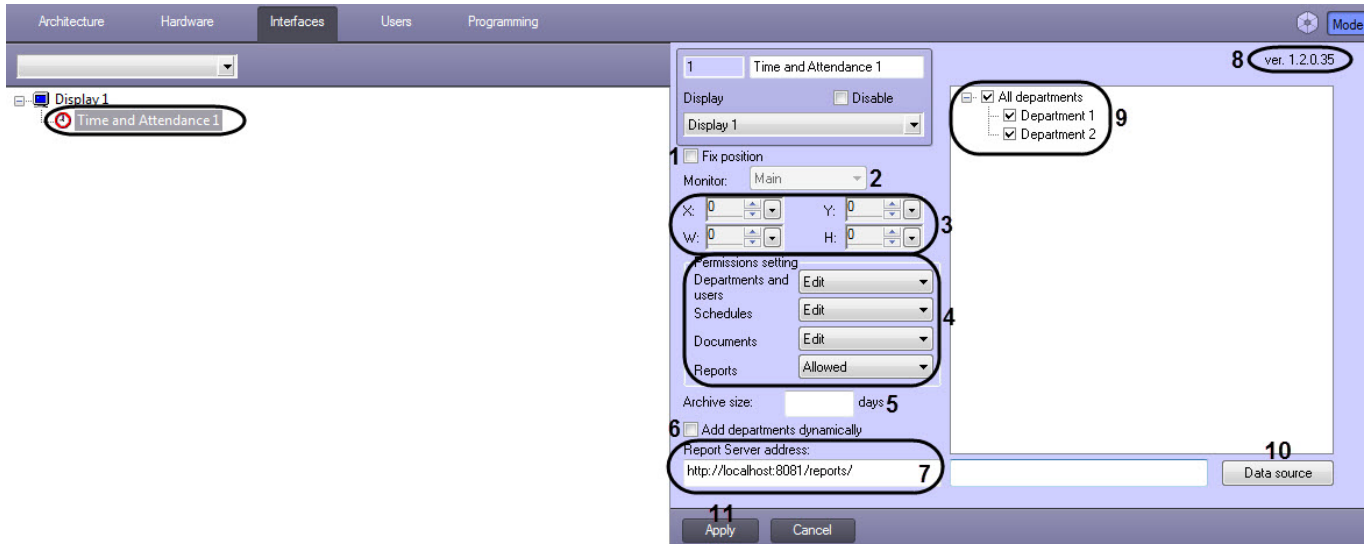 Architecture Hardware Interfaces Users Programming Mode
1 Time and Attendance 1 8 ver. 1.2.0.35
Display 1
Time and Attendance 1
Display Disable
Display 1
1 Fix position
Monitor: Main 2
X: 0 Y: 0
W: 0 H: 0
3
Permissions setting
Departments and users Edit
Schedules Edit
4
Documents Edit
Reports Allowed
Archive size: days 5
6 Add departments dynamically
Report Server address:
http://localhost:8081/reports/ 7
All departments
Department 1 9
Department 2
10
Data source
11
Apply Cancel